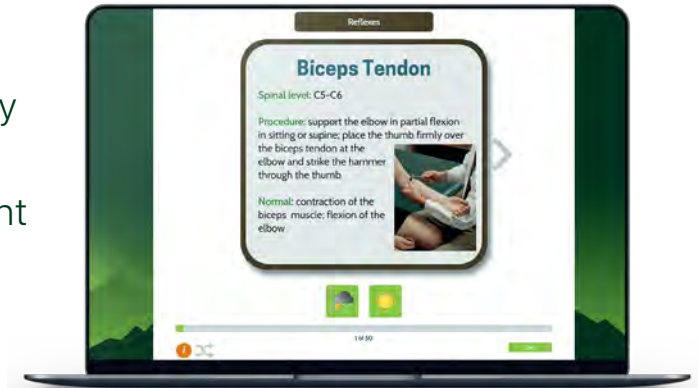 Reflexes
Biceps Tendon
Spinal level: C5-C6
Procedure: support the elbow in partial flexion
in sitting or supine; place the thumb firmly over
the biceps tendon at the
elbow and strike the hammer
through the thumb
Normal: contraction of the
biceps muscle; flexion of the
elbow
y
nt
1 of 50
i